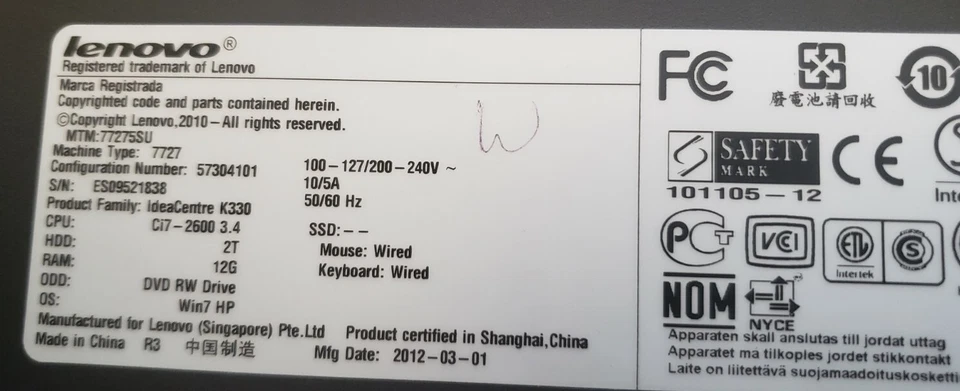 lenovo®
Registered trademark of Lenovo
Marca Registrada
Copyrighted code and parts contained herein.
©Copyright Lenovo,2010-All rights reserved.
MTM:77275SU
Machine Type: 7727
Configuration Number: 57304101
S/N: ES09521838
Product Family: IdeaCentre K330
CPU: Ci7-2600 3.4
HDD: 2T
RAM: 12G
ODD: DVD RW Drive
OS: Win7 HP
100-127/200-240V ~
10/5A
50/60 Hz
SSD:--
Mouse: Wired
Keyboard: Wired
Manufactured for Lenovo (Singapore) Pte.Ltd Product certified in Shanghai,China
Made in China R3 中国制造 Mfg Date: 2012-03-01
W
FC
廢電池請回收
10
S SAFETY
MARK
101105-12
CE
PCT
VCCI
ETL
Intertek
S
NOM
NYCE
Apparaten skall anslutas till jordat uttag
Apparatet ma tilkoples jordet stikkontakt
Laite on liitettävä suojamaadoituskosketti